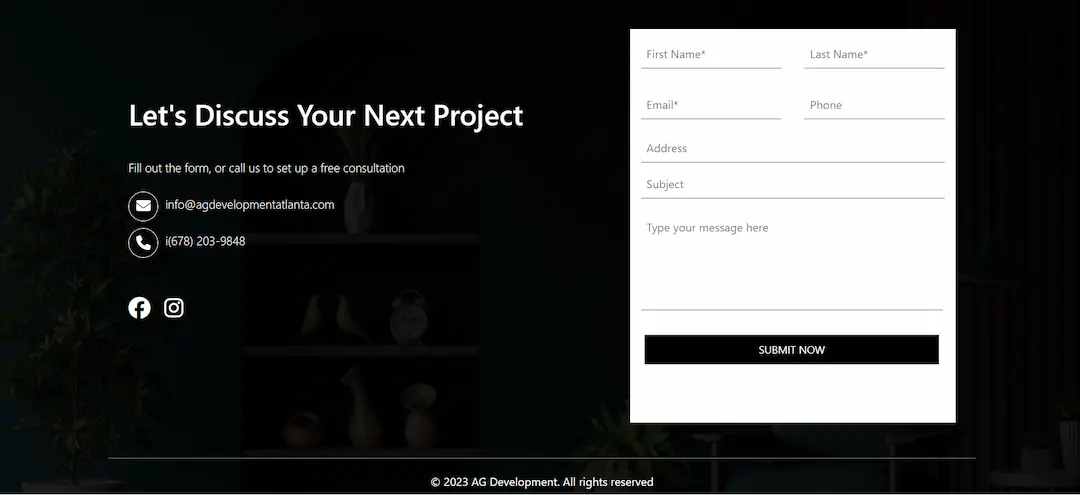 Let's Discuss Your Next Project
Fill out the form, or call us to set up a free consultation
info@agdevelopmentatlanta.com
i(678) 203-9848
First Name*
Last Name*
Email*
Phone
Address
Subject
Type your message here
SUBMIT NOW
© 2023 AG Development. All rights reserved